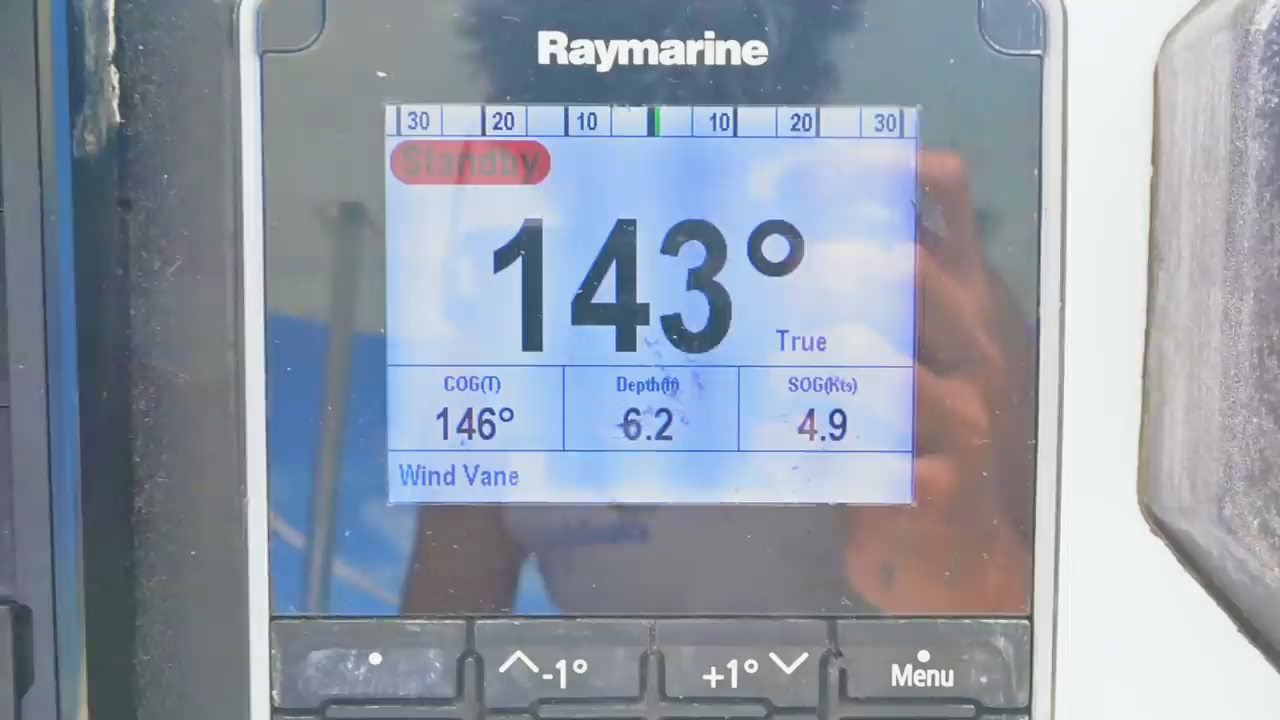 Raymarine
30 20 10 10 20 30
Standby
143°
True
COG(T) Depth(ft) SOG(Kts)
146° 6.2 4.9
Wind Vane
-1° +1° Menu